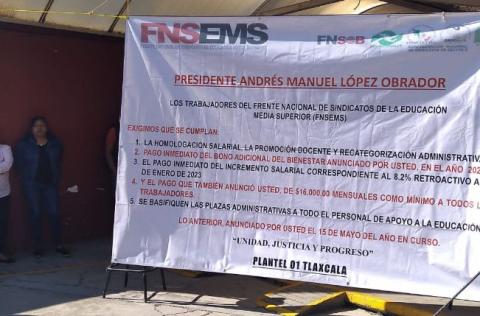 FNSEMS
PRESIDENTE ANDRÉS MANUEL LÓPEZ OBRADOR
LOS TRABAJADORES DEL FRENTE NACIONAL DE SINDICATOS DE LA EDUCACIÓN
MEDIA SUPERIOR (FNSEMS)
EXIGIMOS QUE SE CUMPLAN:
1. LA HOMOLOGACIÓN SALARIAL, LA PROMOCIÓN DOCENTE Y RECATEGORIZACIÓN ADMINISTRATIVA
2. PAGO INMEDIATO DEL BONO ADICIONAL DEL BIENESTAR ANUNCIADO POR USTED, EN EL AÑO 202
3. EL PAGO INMEDIATO DEL INCREMENTO SALARIAL CORRESPONDIENTE AL 8.2% RETROACTIVO A
DE ENERO DE 2023
4. Y EL PAGO QUE TAMBIÉN ANUNCIÓ USTED, DE $16,000.00 MENSUALES COMO MÍNIMO A TODOS L
TRABAJADORES.
5. SE BASIFIQUEN LAS PLAZAS ADMINISTRATIVAS A TODO EL PERSONAL DE APOYO A LA EDUCACIÓN
LO ANTERIOR, ANUNCIADO POR USTED EL 15 DE MAYO DEL AÑO EN CURSO.
"UNIDAD, JUSTICIA Y PROGRESO"
PLANTEL 01 TLAXCALA